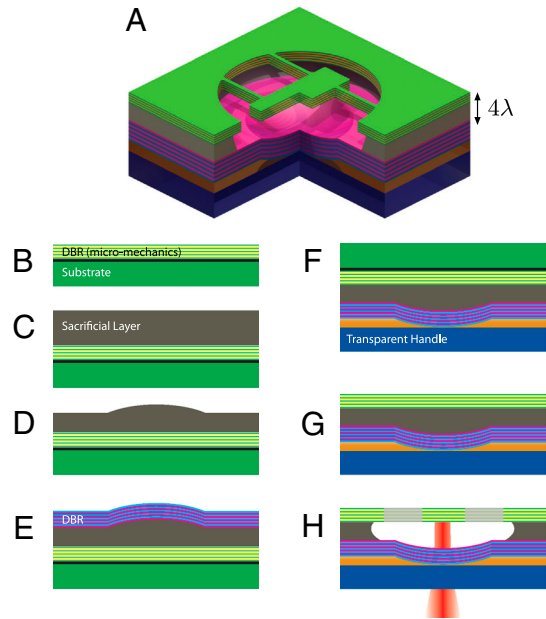 A
4λ
B
DBR (micro-mechanics)
Substrate
C
Sacrificial Layer
D
E
DBR
F
Transparent Handle
G
H